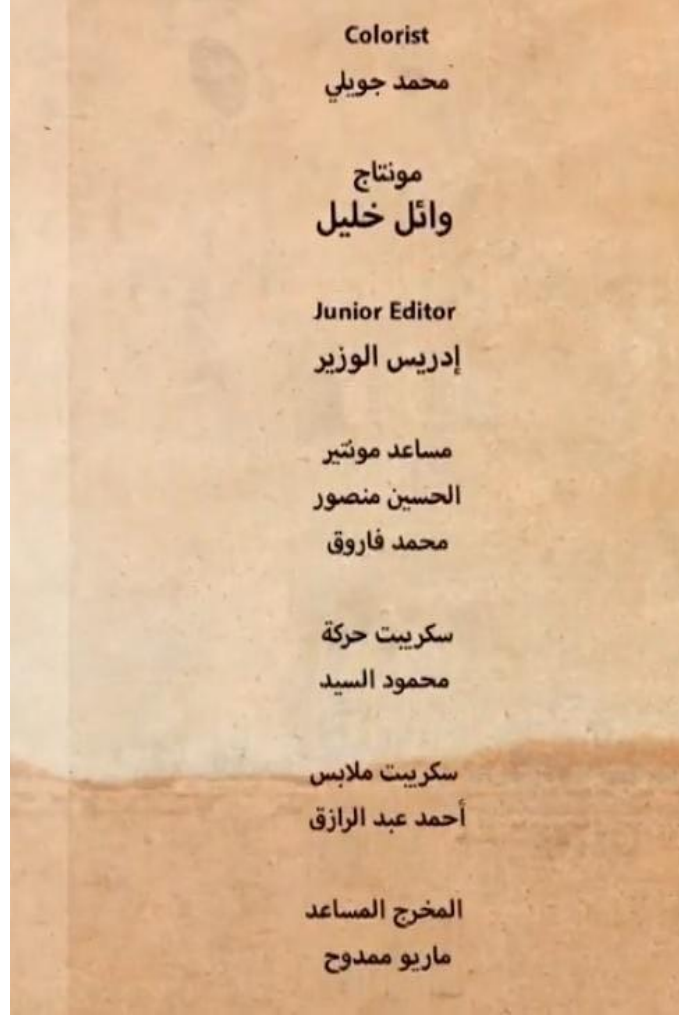 Colorist
محمد جويلي
مونتاج
وائل خليل
Junior Editor
إدريس الوزير
مساعد مونتير
الحسين منصور
محمد فاروق
سكريبت حركة
محمود السيد
سكريبت ملابس
أحمد عبد الرازق
المخرج المساعد
ماريو ممدوح